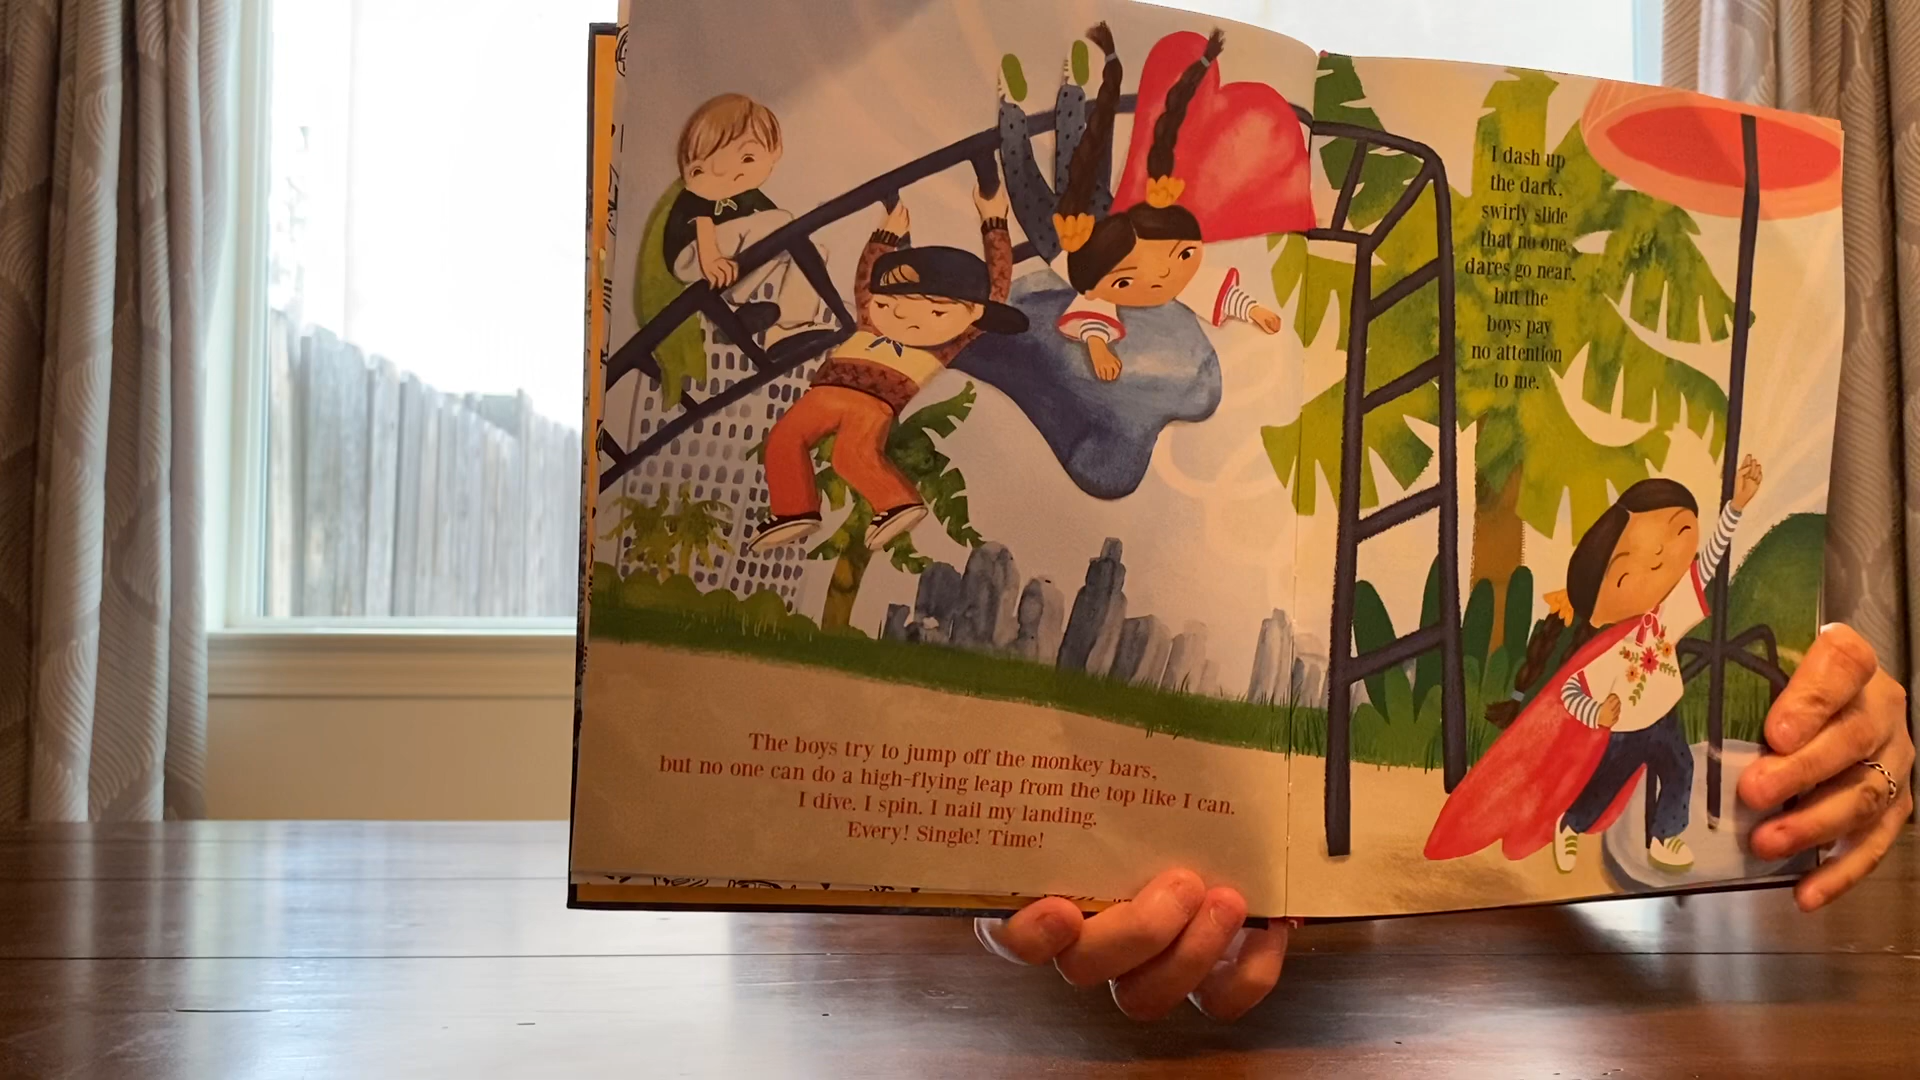 The boys try to jump off the monkey bars,
but no one can do a high-flying leap from the top like I can.
I dive. I spin. I nail my landing.
Every! Single! Time!
I dash up
the dark,
swirly slide
that no one
dares go near,
but the
boys pay
no attention
to me.